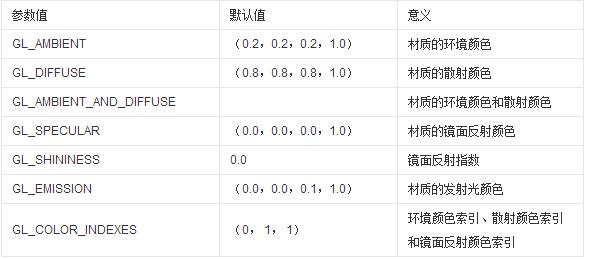 参数值 默认值 意义
GL_AMBIENT （0.2，0.2，0.2，1.0） 材质的环境颜色
GL_DIFFUSE （0.8，0.8，0.8，1.0） 材质的散射颜色
GL_AMBIENT_AND_DIFFUSE 材质的环境颜色和散射颜色
GL_SPECULAR （0.0，0.0，0.0，1.0） 材质的镜面反射颜色
GL_SHININESS 0.0 镜面反射指数
GL_EMISSION （0.0，0.0，0.1，1.0） 材质的发射光颜色
GL_COLOR_INDEXES （0，1，1） 环境颜色索引、散射颜色索引
和镜面反射颜色索引